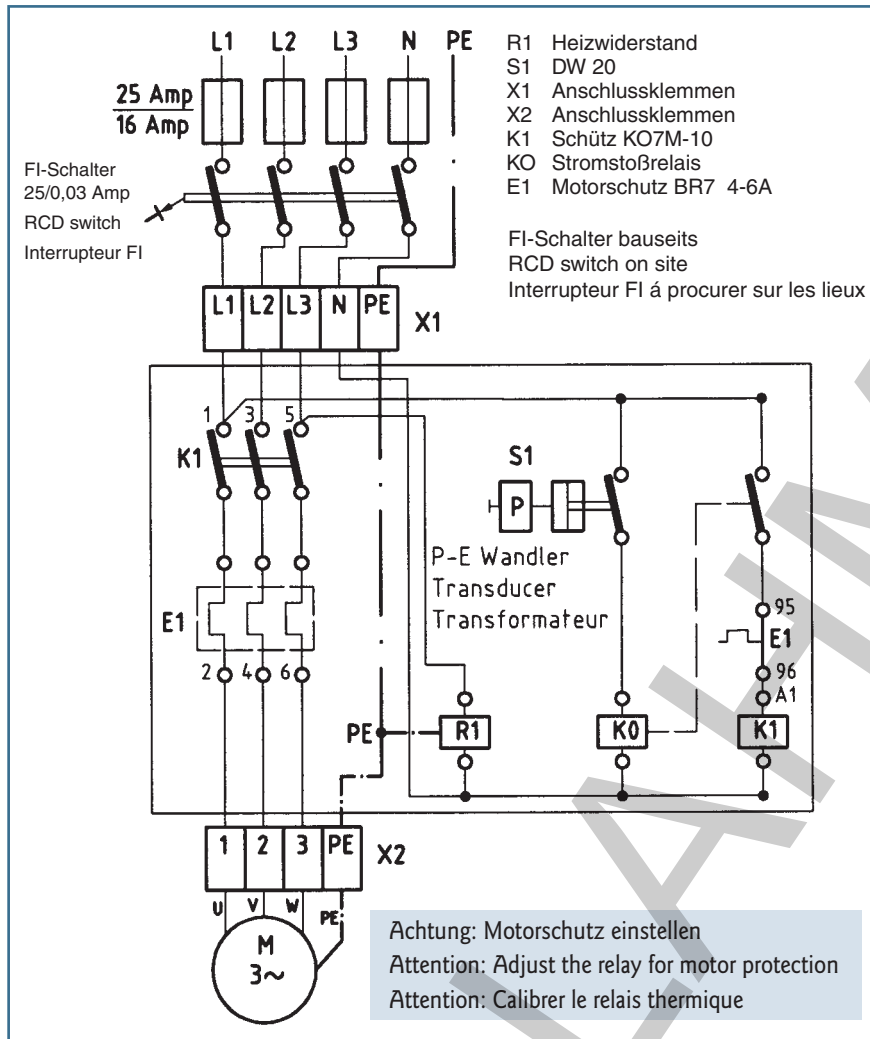 L1 L2 L3 N PE
25 Amp
16 Amp
R1 Heizwiderstand
S1 DW 20
X1 Anschlussklemmen
X2 Anschlussklemmen
K1 Schütz KO7M-10
KO Stromstoßrelais
E1 Motorschutz BR7 4-6A
FI-Schalter
25/0,03 Amp
RCD switch
Interrupteur FI
FI-Schalter bauseits
RCD switch on site
Interrupteur FI á procurer sur les lieux
L1 L2 L3 N PE X1
1 3 5
K1
S1
P
P-E Wandler
Transducer
Transformateur
95
E1
96
A1
E1
2 4 6
PE R1 K0 K1
1 2 3 PE X2
U V W PE
M
3~
Achtung: Motorschutz einstellen
Attention: Adjust the relay for motor protection
Attention: Calibrer le relais thermique